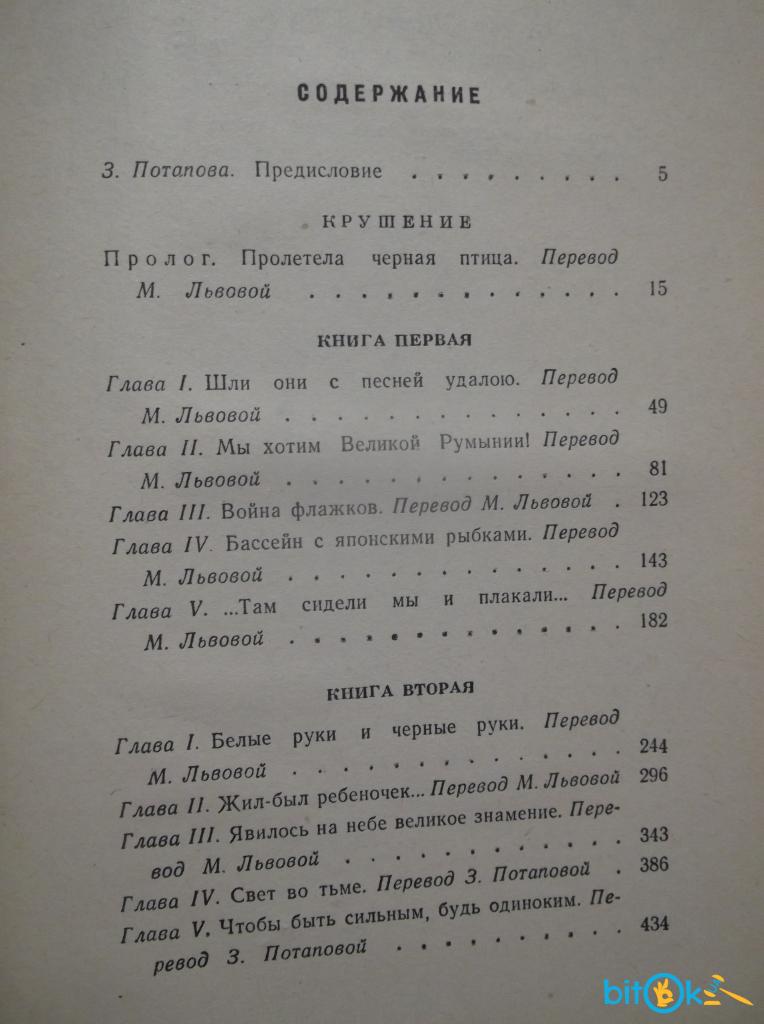 СОДЕРЖАНИЕ
З. Потапова. Предисловие . . . . . . . . . 5
КРУШЕНИЕ
Пролог. Пролетела черная птица. Перевод
М. Львовой . . . . . . . . . . . . . 15
КНИГА ПЕРВАЯ
Глава I. Шли они с песней удалою. Перевод
М. Львовой . . . . . . . . . . . . . 49
Глава II. Мы хотим Великой Румынии! Перевод
М. Львовой . . . . . . . . . . . . . 81
Глава III. Война флажков. Перевод М. Львовой . 123
Глава IV. Бассейн с японскими рыбками. Перевод
М. Львовой . . . . . . . . . . . . . 143
Глава V. ...Там сидели мы и плакали... Перевод
М. Львовой . . . . . . . . . . . . . 182
КНИГА ВТОРАЯ
Глава I. Белые руки и черные руки. Перевод
М. Львовой . . . . . . . . . . . . . 244
Глава II. Жил-был ребеночек... Перевод М. Львовой 296
Глава III. Явилось на небе великое знамение. Пере-
вод М. Львовой . . . . . . . . . . . 343
Глава IV. Свет во тьме. Перевод З. Потаповой . 386
Глава V. Чтобы быть сильным, будь одиноким. Пе-
ревод З. Потаповой . . . . . . . . . 434
bitOk